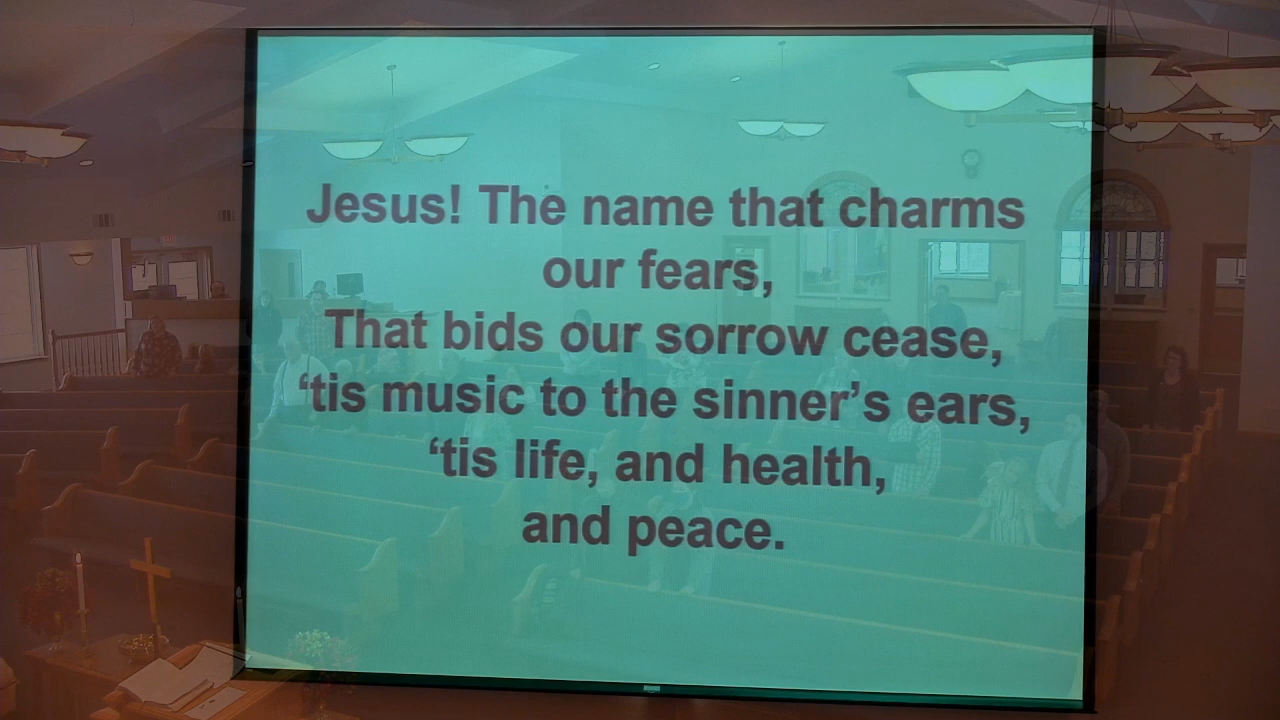 Jesus! The name that charms
our fears,
That bids our sorrow cease,
‘tis music to the sinner’s ears,
‘tis life, and health,
and peace.